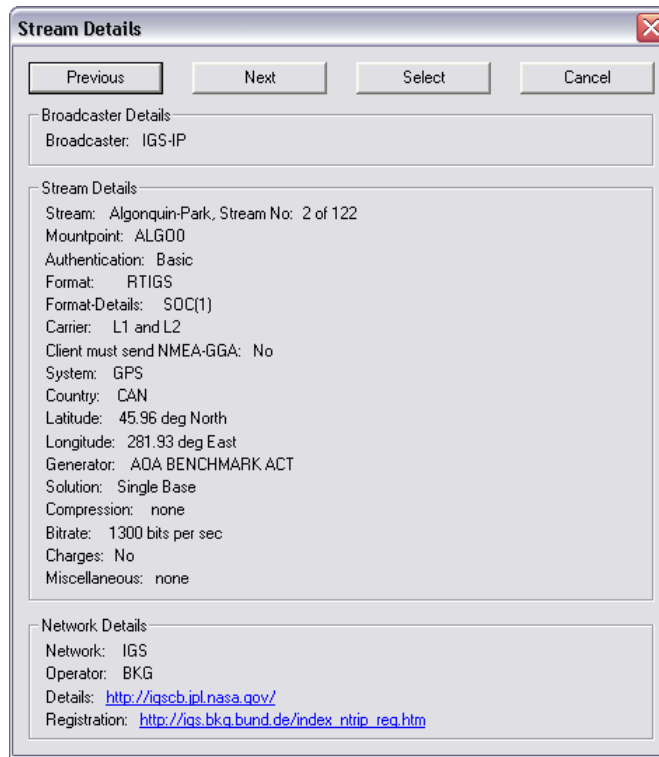 Stream Details
Previous Next Select Cancel
Broadcaster Details
Broadcaster: IGS-IP
Stream Details
Stream: Algonquin-Park, Stream No: 2 of 122
Mountpoint: ALGO0
Authentication: Basic
Format: RTIGS
Format-Details: SOC(1)
Carrier: L1 and L2
Client must send NMEA-GGA: No
System: GPS
Country: CAN
Latitude: 45.96 deg North
Longitude: 281.93 deg East
Generator: AOA BENCHMARK ACT
Solution: Single Base
Compression: none
Bitrate: 1300 bits per sec
Charges: No
Miscellaneous: none
Network Details
Network: IGS
Operator: BKG
Details: http://igscb.jpl.nasa.gov/
Registration: http://igs.bkg.bund.de/index_ntrip_reg.htm